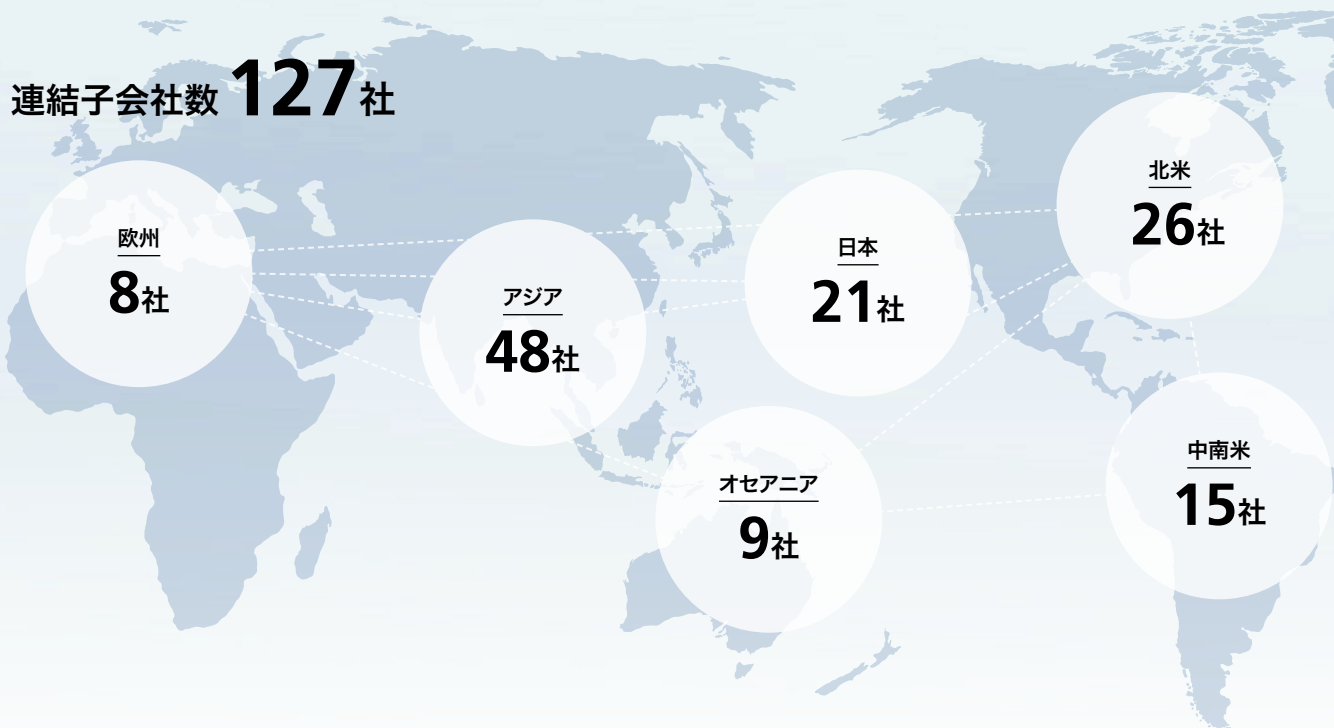 連結子会社数 127社
欧州
8社
アジア
48社
日本
21社
北米
26社
オセアニア
9社
中南米
15社